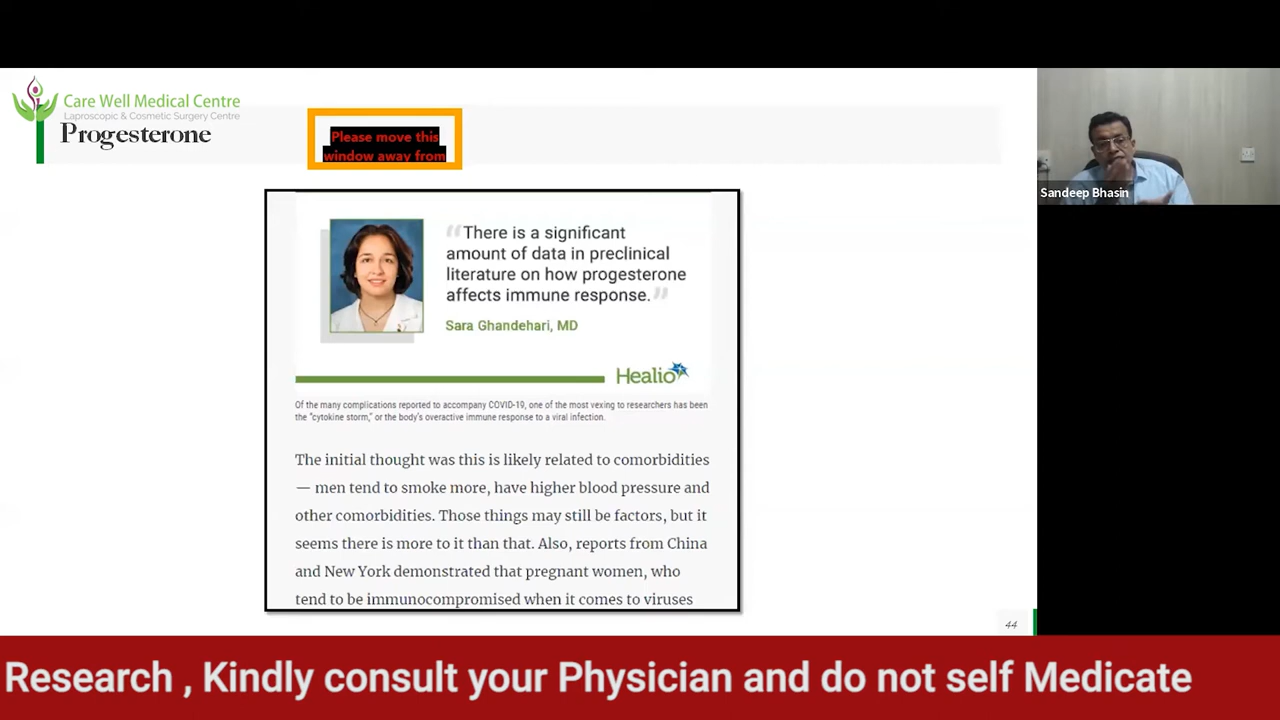 Care Well Medical Centre
Laproscopic & Cosmetic Surgery Centre
Progesterone
Please move this
window away from
Sandeep Bhasin
“There is a significant
amount of data in preclinical
literature on how progesterone
affects immune response.”
Sara Ghandehari, MD
Healio
Of the many complications reported to accompany COVID-19, one of the most vexing to researchers has been
the "cytokine storm," or the body's overactive immune response to a viral infection.
The initial thought was this is likely related to comorbidities
— men tend to smoke more, have higher blood pressure and
other comorbidities. Those things may still be factors, but it
seems there is more to it than that. Also, reports from China
and New York demonstrated that pregnant women, who
tend to be immunocompromised when it comes to viruses
44
Research , Kindly consult your Physician and do not self Medicate